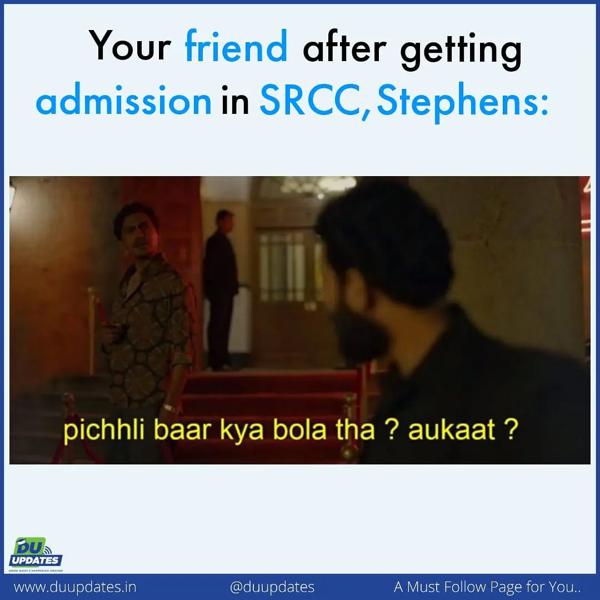 Your friend after getting
admission in SRCC, Stephens:
pichhli baar kya bola tha ? aukaat ?
DU
UPDATES
www.duupdates.in
@duupdates
A Must Follow Page for You..